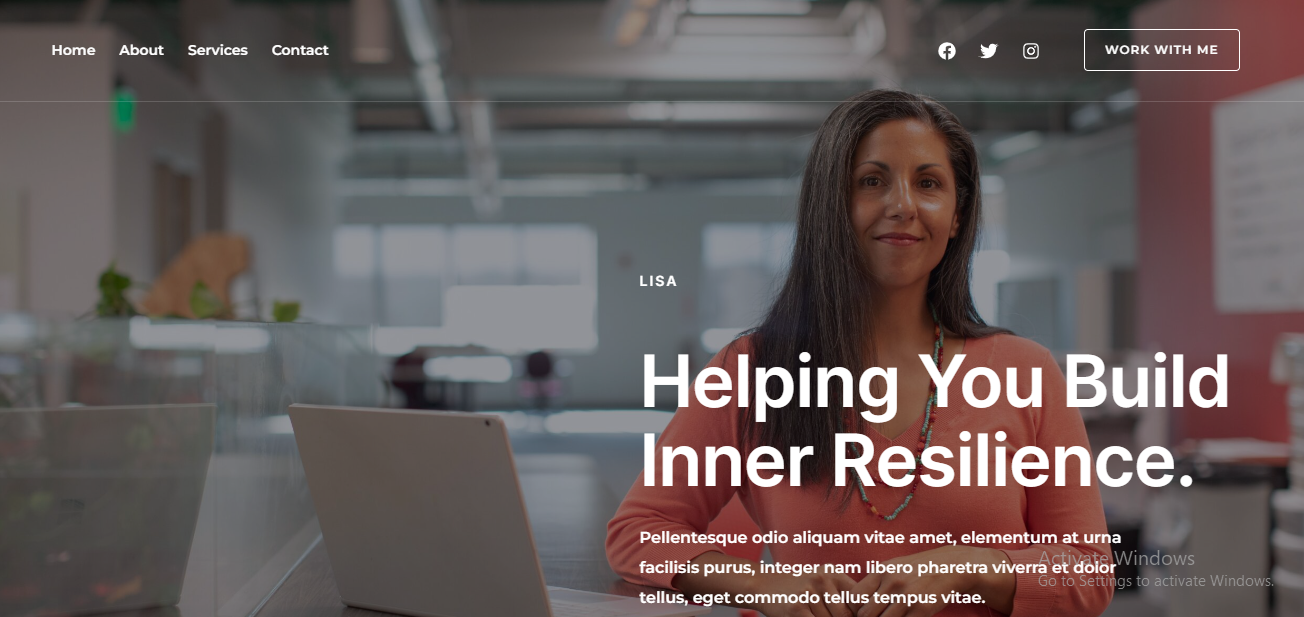 Home About Services Contact WORK WITH ME
LISA
Helping You Build
Inner Resilience.
Pellentesque odio aliquam vitae amet, elementum at urna
facilisis purus, integer nam libero pharetra viverra et dolor
tellus, eget commodo tellus tempus vitae.
Activate Windows
Go to Settings to activate Windows.